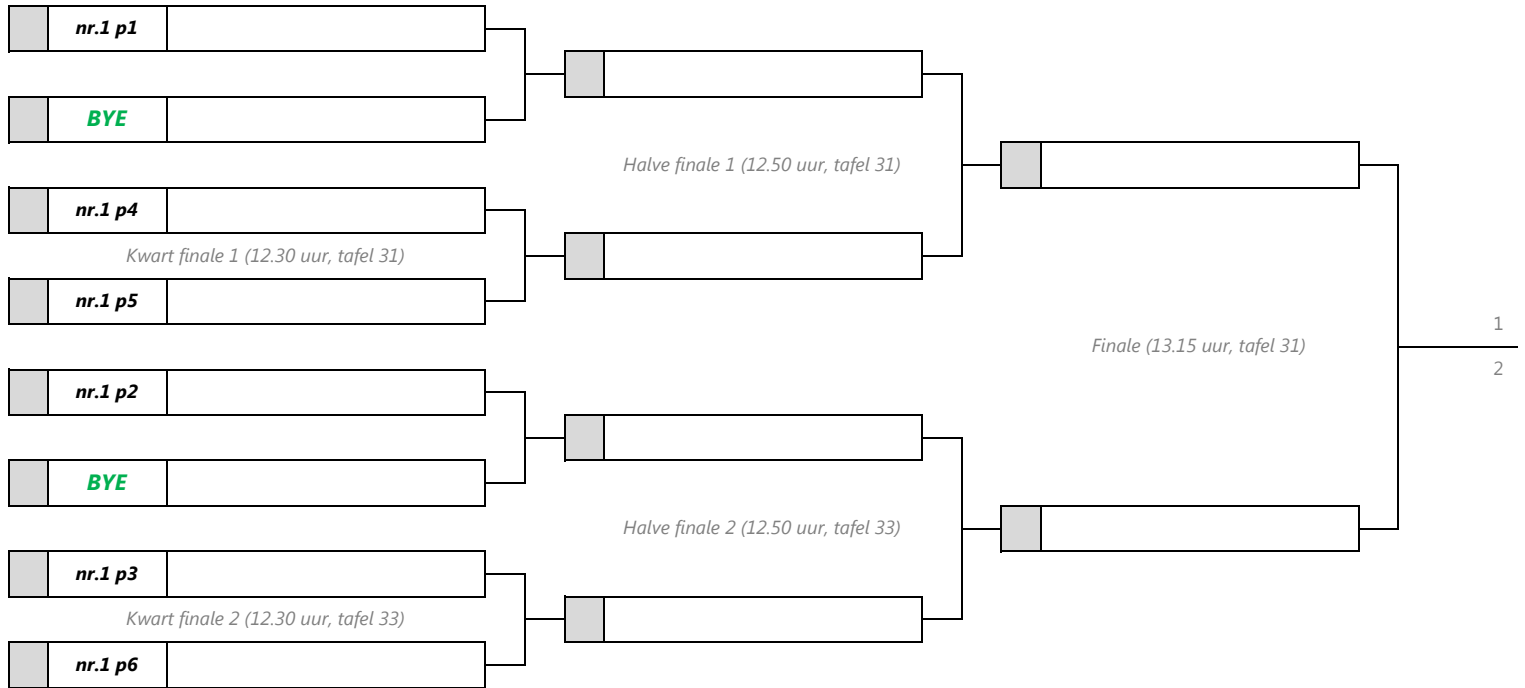 nr.1 p1
BYE
Halve finale 1 (12.50 uur, tafel 31)
nr.1 p4
Kwart finale 1 (12.30 uur, tafel 31)
nr.1 p5
1
Finale (13.15 uur, tafel 31)
2
nr.1 p2
BYE
Halve finale 2 (12.50 uur, tafel 33)
nr.1 p3
Kwart finale 2 (12.30 uur, tafel 33)
nr.1 p6